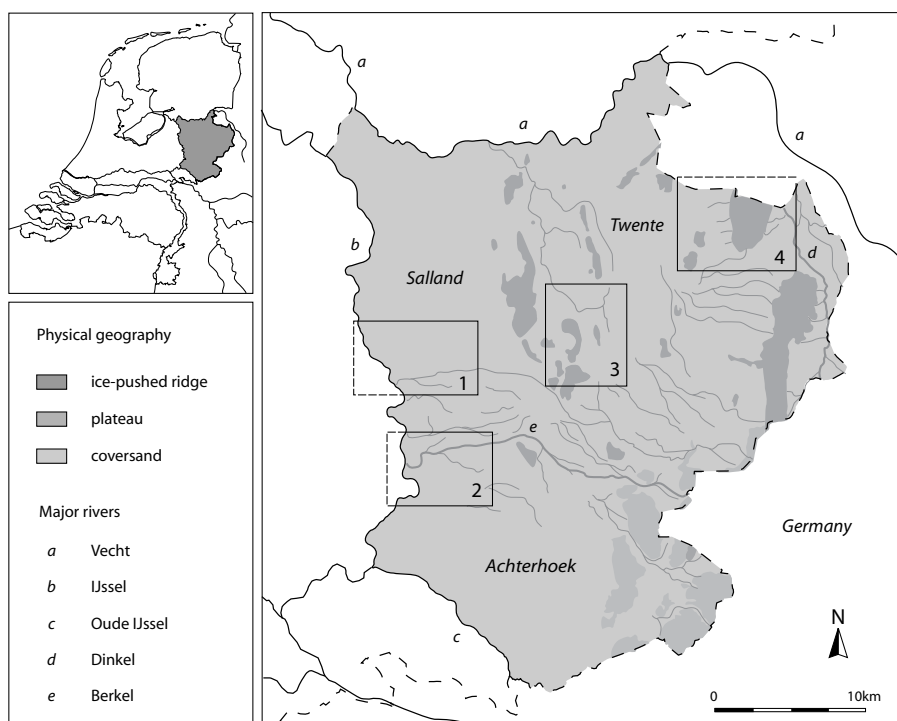 Physical geography
ice-pushed ridge
plateau
coversand
Major rivers
a Vecht
b IJssel
c Oude IJssel
d Dinkel
e Berkel
a
a
a
b
Salland
Twente
4
d
1
3
e
2
Achterhoek
Germany
c
N
0 10km